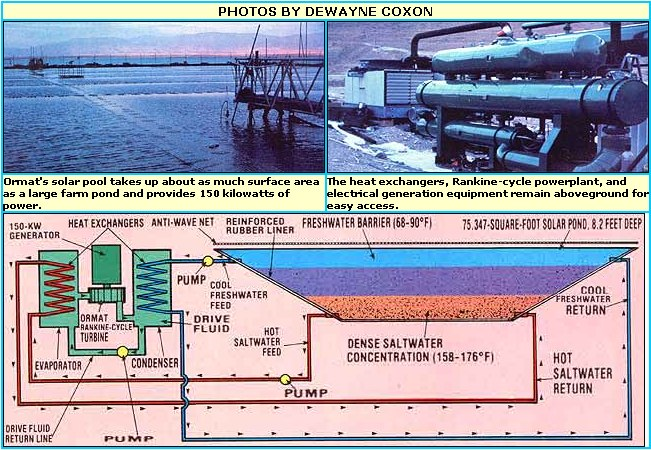 PHOTOS BY DEWAYNE COXON
Ormat's solar pool takes up about as much surface area
as a large farm pond and provides 150 kilowatts of
power.
The heat exchangers, Rankine-cycle powerplant, and
electrical generation equipment remain aboveground for
easy access.
150-KW
GENERATOR
HEAT EXCHANGERS
ANTI-WAVE NET
REINFORCED
RUBBER LINER
FRESHWATER BARRIER (68-90°F)
75.347-SQUARE-FOOT SOLAR POND, 8.2 FEET DEEP
PUMP
COOL
FRESHWATER
FEED
COOL
FRESHWATER
RETURN
ORMAT
RANKINE-CYCLE
TURBINE
DRIVE
FLUID
HOT
SALTWATER
FEED
DENSE SALTWATER
CONCENTRATION (158-176°F)
EVAPORATOR
CONDENSER
HOT
SALTWATER
RETURN
PUMP
DRIVE FLUID
RETURN LINE
PUMP